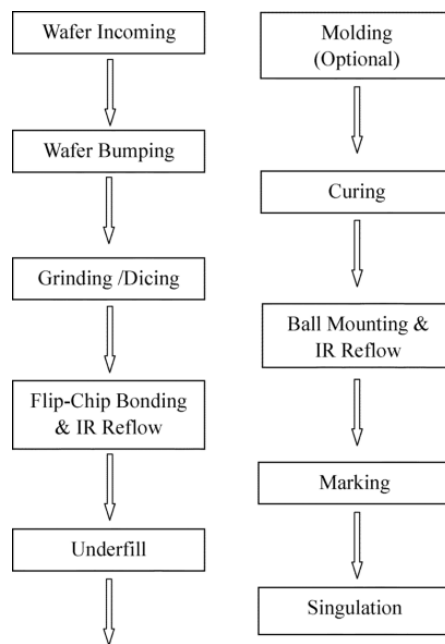 Wafer Incoming
Wafer Bumping
Grinding /Dicing
Flip-Chip Bonding
& IR Reflow
Underfill
Molding
(Optional)
Curing
Ball Mounting &
IR Reflow
Marking
Singulation